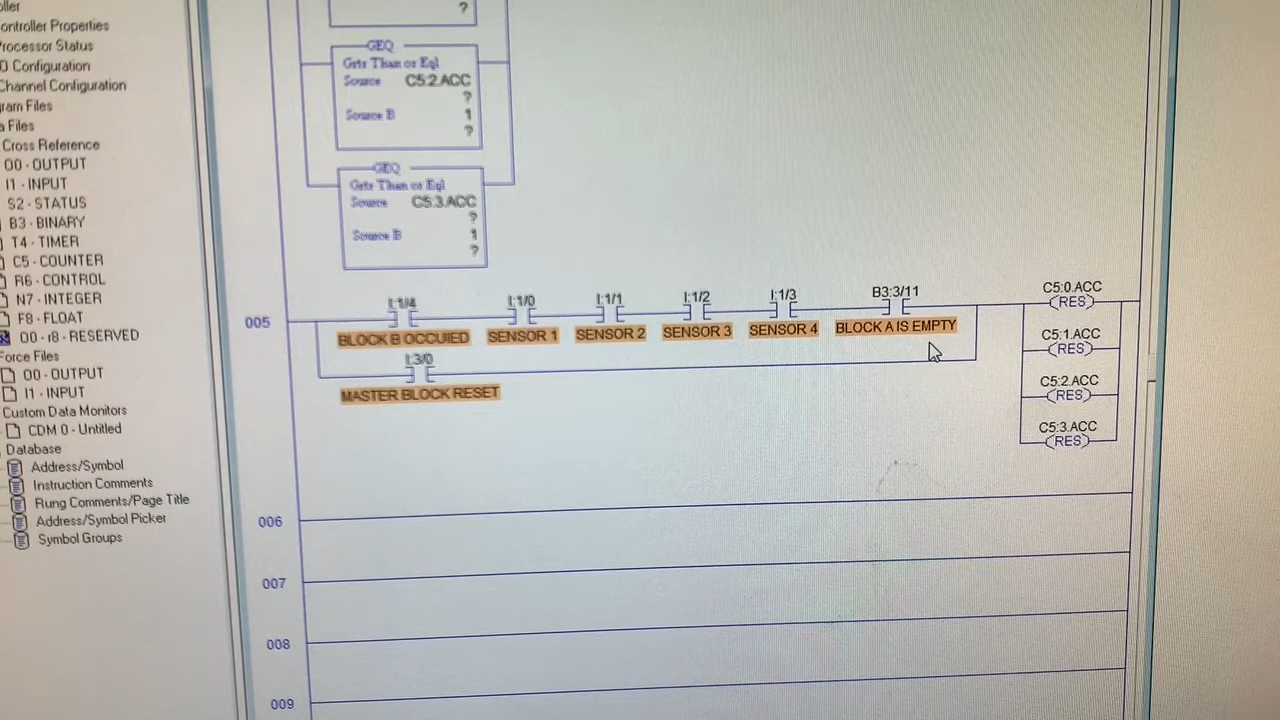 oller
ontroller Properties
rocessor Status
O Configuration
Channel Configuration
ram Files
a Files
Cross Reference
O0 - OUTPUT
I1 - INPUT
S2 - STATUS
B3 - BINARY
T4 - TIMER
C5 - COUNTER
R6 - CONTROL
N7 - INTEGER
F8 - FLOAT
00 - r8 - RESERVED
Force Files
O0 - OUTPUT
I1 - INPUT
Custom Data Monitors
CDM 0 - Untitled
Database
Address/Symbol
Instruction Comments
Rung Comments/Page Title
Address/Symbol Picker
Symbol Groups
?
GEQ
Gstr Than or Eql
Source C5:2.ACC
?
Source B 1
?
GEQ
Gstr Than or Eql
Source C5:3.ACC
?
Source B 1
?
005
I:1/4 I:1/0 I:1/1 I:1/2 I:1/3 B3:3/11
BLOCK B OCCUIED SENSOR 1 SENSOR 2 SENSOR 3 SENSOR 4 BLOCK A IS EMPTY
I:3/0
MASTER BLOCK RESET
C5:0.ACC
RES
C5:1.ACC
RES
C5:2.ACC
RES
C5:3.ACC
RES
006
007
008
009